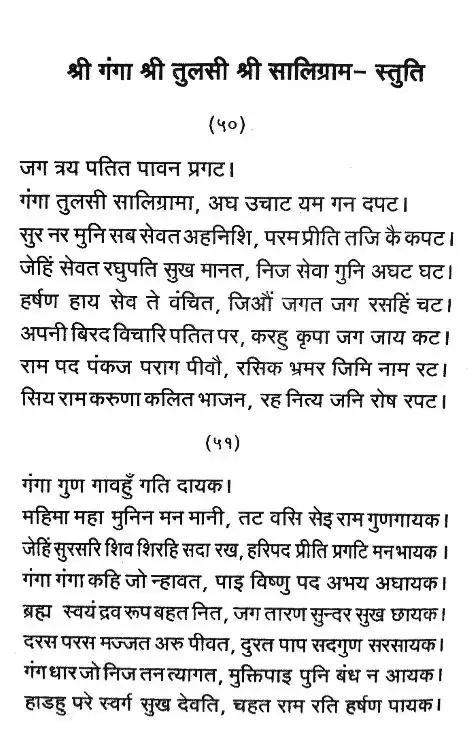 श्री गंगा श्री तुलसी श्री सालिग्राम- स्तुति
(५०)
जग त्रय पतित पावन प्रगट।
गंगा तुलसी सालिग्रामा, अघ उचाट यम गन दपट।
सुर नर मुनि सब सेवत अहनिशि, परम प्रीति तजि कै कपट।
जेहिं सेवत रघुपति सुख मानत, निज सेवा गुनि अघट घट।
हर्षण हाय सेव ते वंचित, जिऔं जगत जग रसहिं चट।
अपनी बिरद विचारि पतित पर, करहु कृपा जग जाय कट।
राम पद पंकज पराग पीवौ, रसिक भ्रमर जिमि नाम रट।
सिय राम करुणा कलित भाजन, रह नित्य जनि रोष रपट।
(५१)
गंगा गुण गावहुँ गति दायक।
महिमा महा मुनिन मन मानी, तट वसि सेइ राम गुणगायक।
जेहिं सुरसरि शिव शिरहि सदा रख, हरिपद प्रीति प्रगटि मन भायक।
गंगा गंगा कहि जो न्हावत, पाइ विष्णु पद अभय अघायक।
ब्रह्म स्वयं द्रव रूप बहत नित, जग तारण सुन्दर सुख छायक।
दरस परस मज्जत अरु पीवत, दुरत पाप सदगुण सरसायक।
गंग धार जो निज तन त्यागत, मुक्तिपाइ पुनि बंध न आयक।
हाडहु परे स्वर्ग सुख देवति, चहत राम रति हर्षण पायक।